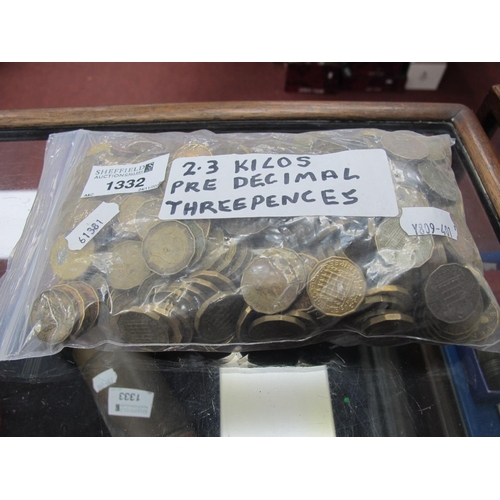 SHEFFIELD
AUCTION
1332
2.3 KILOS
PRE DECIMAL
THREEPENCES
61381
1333